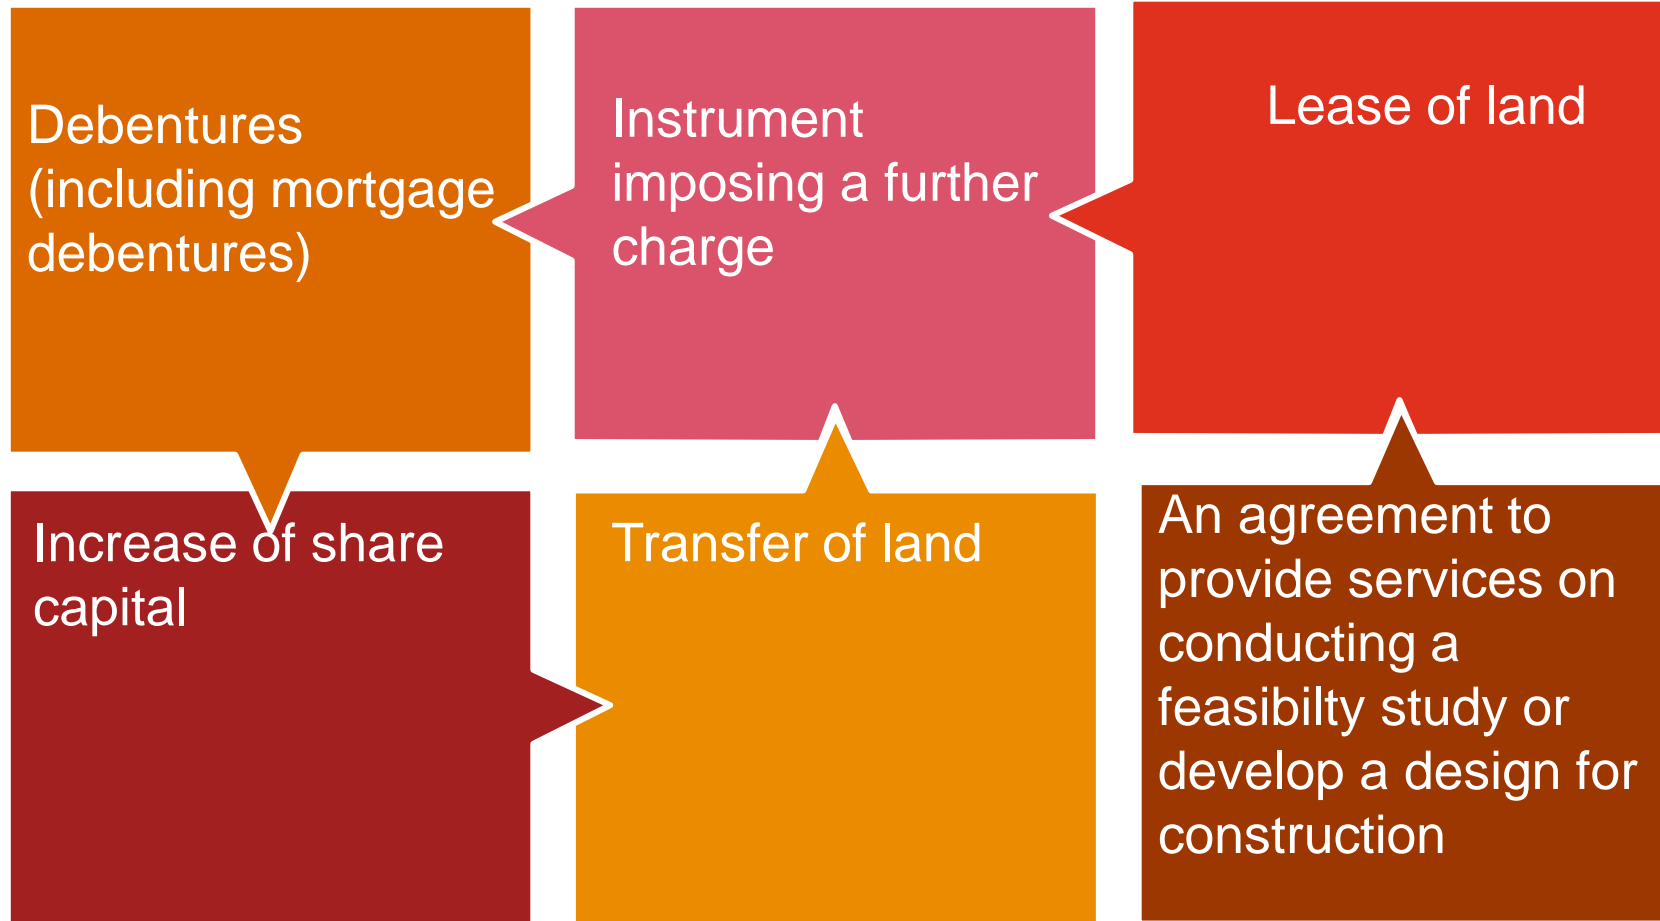 Debentures
(including mortgage
debentures)
Instrument
imposing a further
charge
Lease of land
Increase of share
capital
Transfer of land
An agreement to
provide services on
conducting a
feasibilty study or
develop a design for
construction